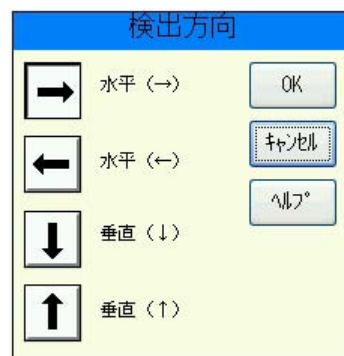 検出方向
水平（→）
OK
水平（←）
キャンセル
ヘルプ
垂直（↓）
垂直（↑）